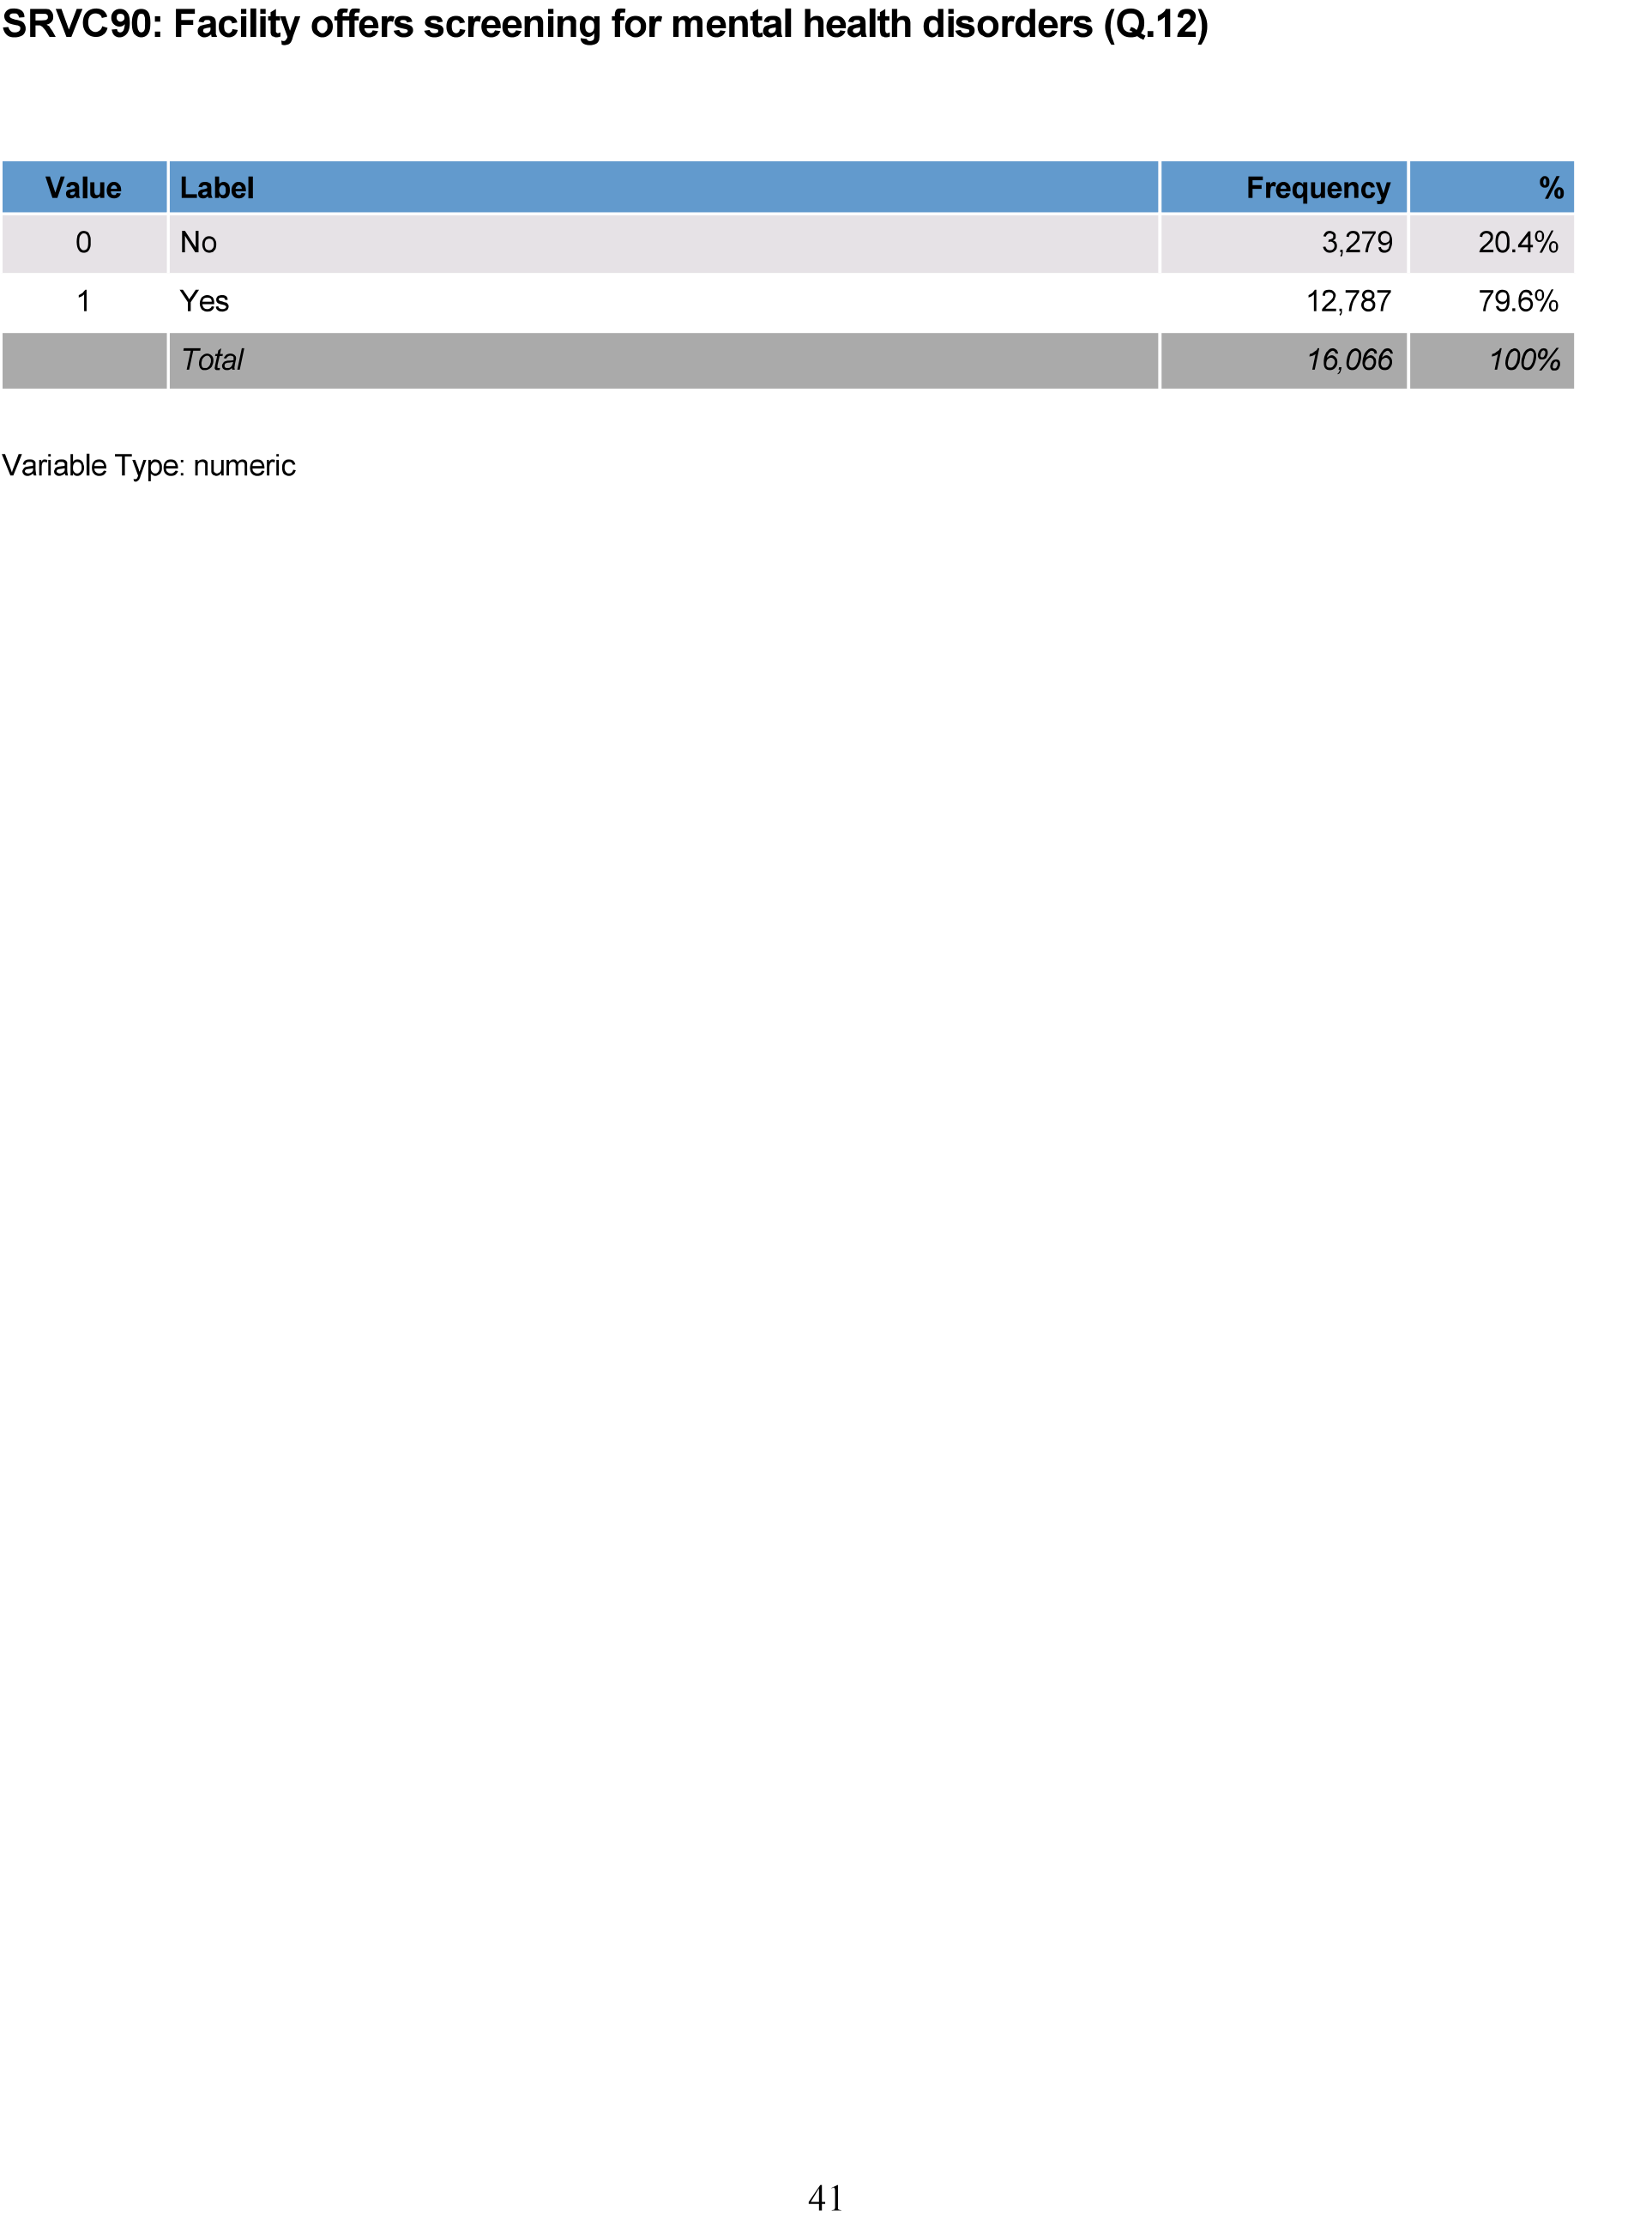 SRVC90: Facility offers screening for mental health disorders (Q.12)
Value Label Frequency %
0 No 3,279 20.4%
1 Yes 12,787 79.6%
Total 16,066 100%
Variable Type: numeric
41